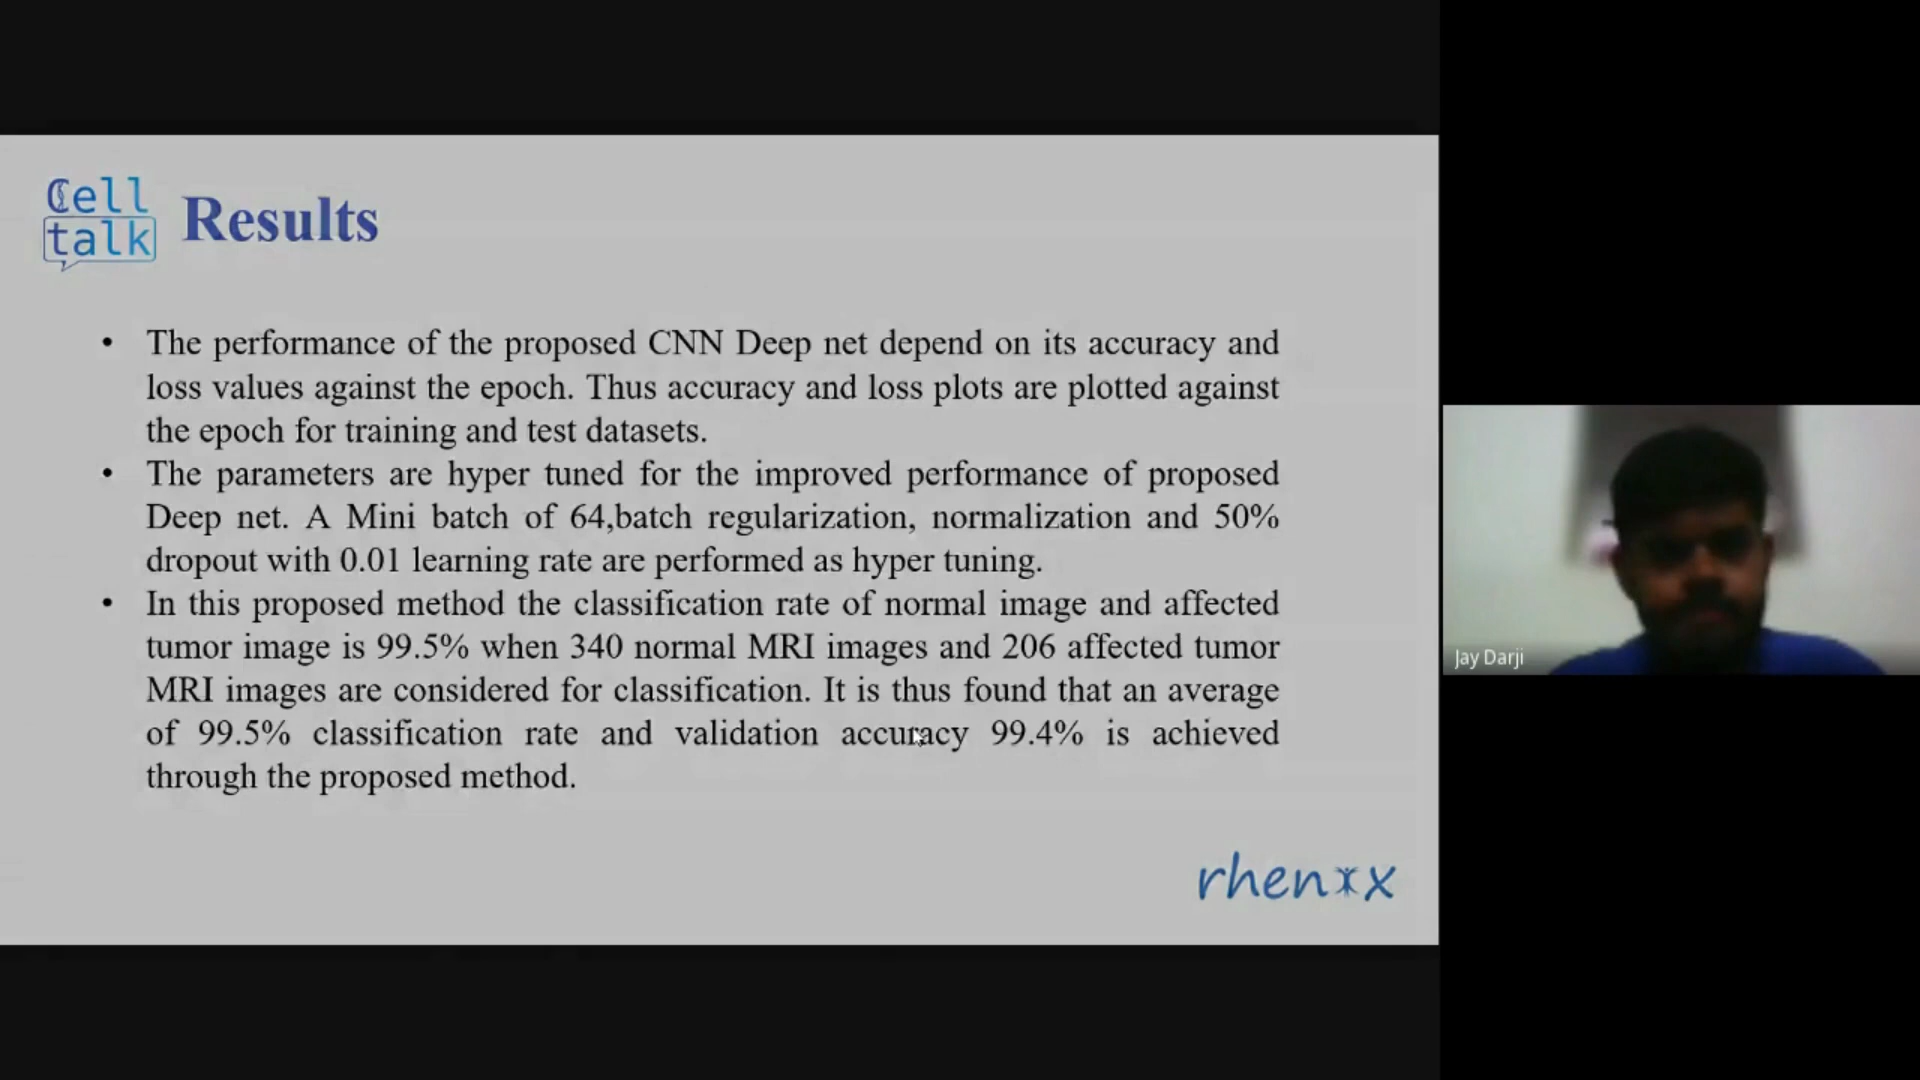 Cell
talk
Results
• The performance of the proposed CNN Deep net depend on its accuracy and
loss values against the epoch. Thus accuracy and loss plots are plotted against
the epoch for training and test datasets.
• The parameters are hyper tuned for the improved performance of proposed
Deep net. A Mini batch of 64,batch regularization, normalization and 50%
dropout with 0.01 learning rate are performed as hyper tuning.
• In this proposed method the classification rate of normal image and affected
tumor image is 99.5% when 340 normal MRI images and 206 affected tumor
MRI images are considered for classification. It is thus found that an average
of 99.5% classification rate and validation accuracy 99.4% is achieved
through the proposed method.
rhenix
Jay Darji